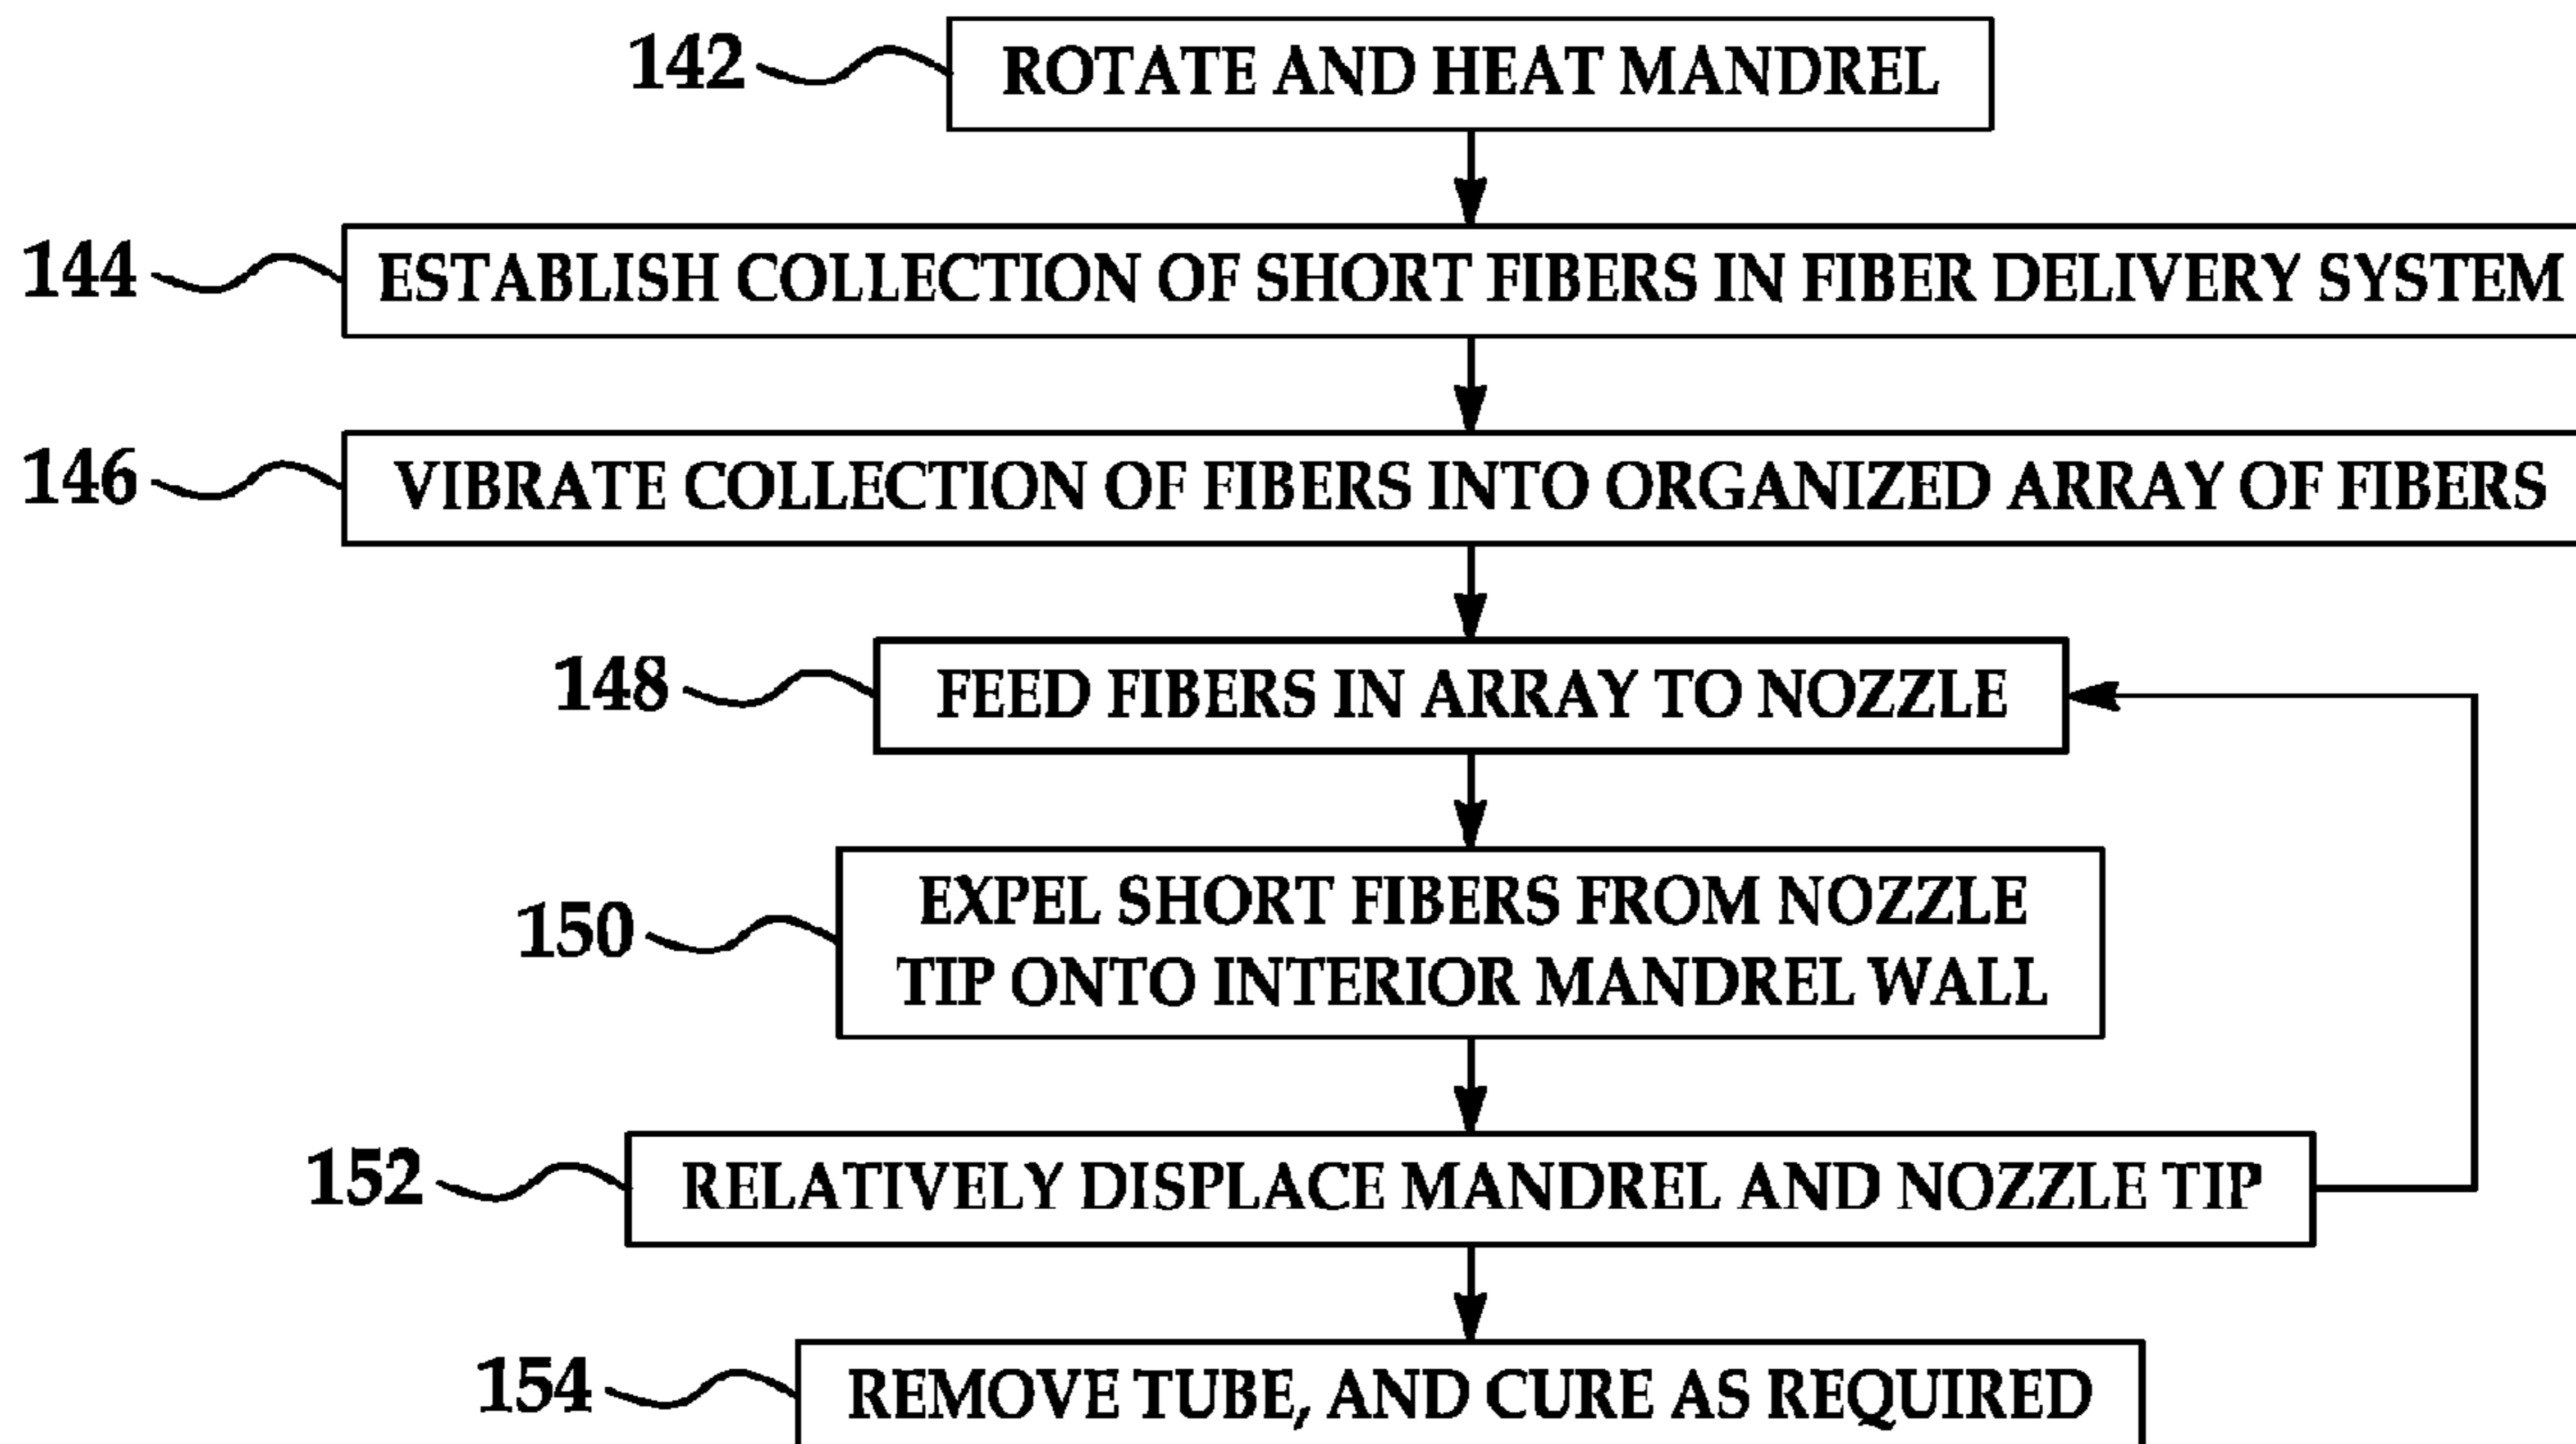 142 ROTATE AND HEAT MANDREL
144 ESTABLISH COLLECTION OF SHORT FIBERS IN FIBER DELIVERY SYSTEM
146 VIBRATE COLLECTION OF FIBERS INTO ORGANIZED ARRAY OF FIBERS
148 FEED FIBERS IN ARRAY TO NOZZLE
150 EXPEL SHORT FIBERS FROM NOZZLE
TIP ONTO INTERIOR MANDREL WALL
152 RELATIVELY DISPLACE MANDREL AND NOZZLE TIP
154 REMOVE TUBE, AND CURE AS REQUIRED